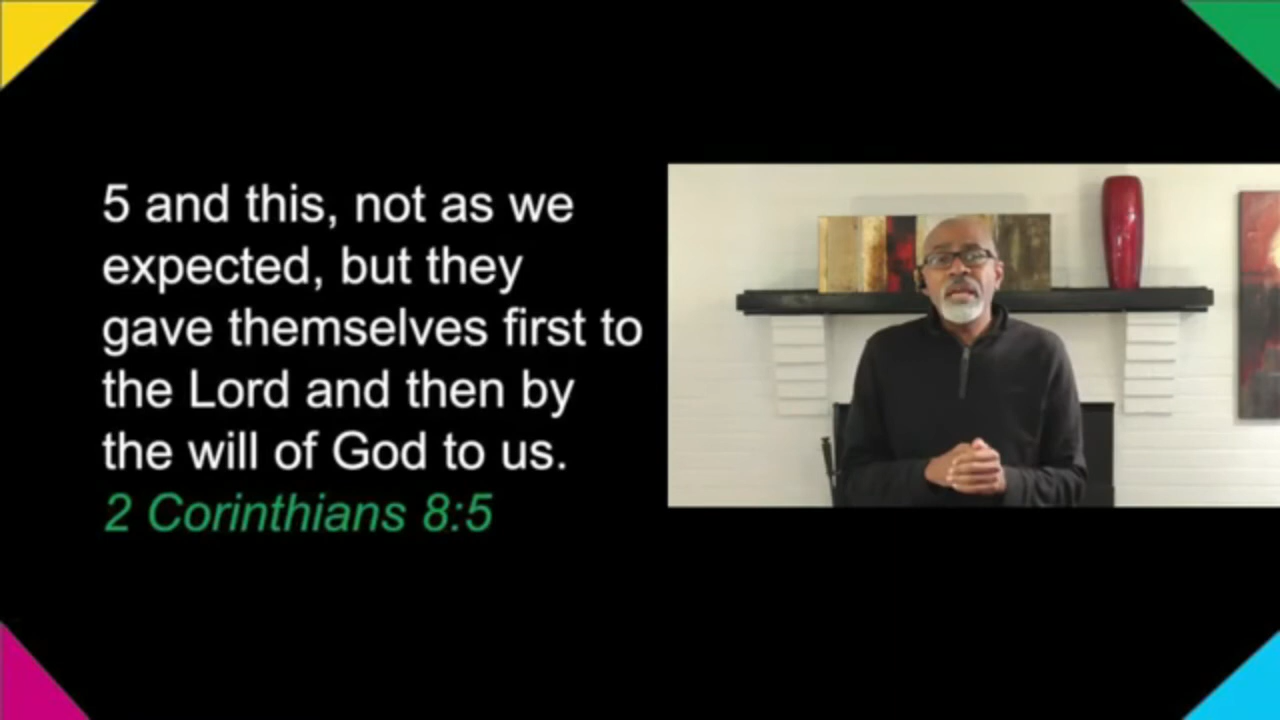 5 and this, not as we
expected, but they
gave themselves first to
the Lord and then by
the will of God to us.
2 Corinthians 8:5